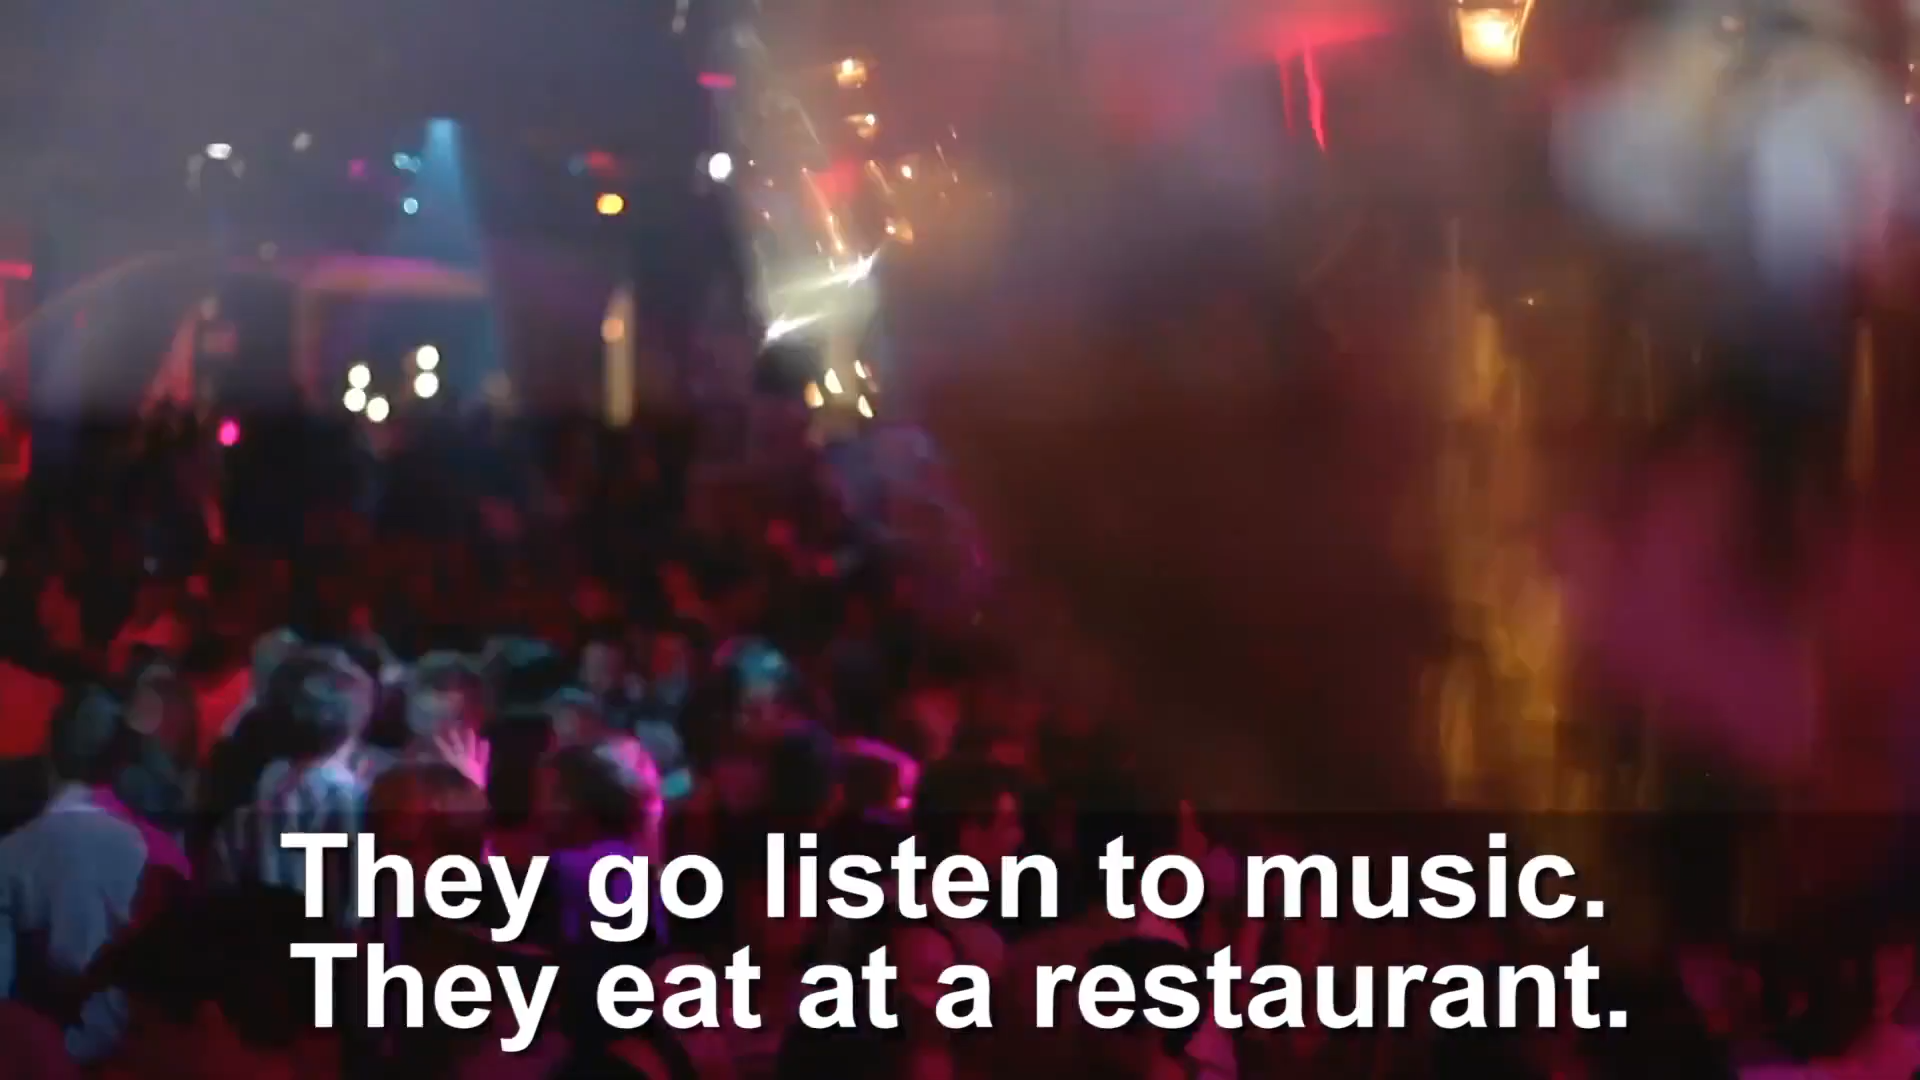 They go listen to music.
They eat at a restaurant.